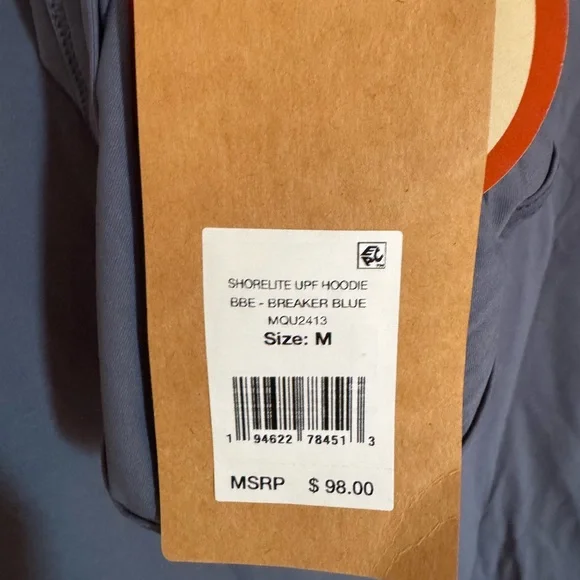 SHORELITE UPF HOODIE
BBE - BREAKER BLUE
MQU2413
Size: M
1 94622 78451 3
MSRP $ 98.00